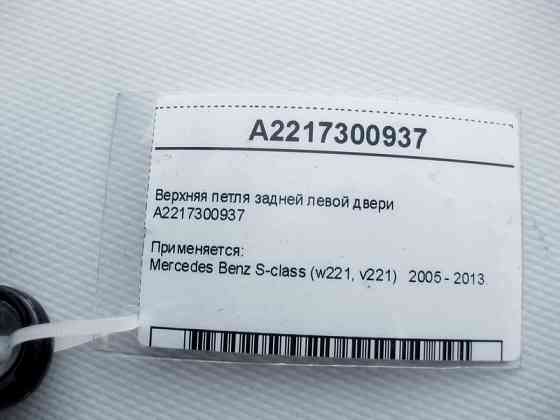 A2217300937
Верхняя петля задней левой двери
A2217300937
Применяется:
Mercedes Benz S-class (w221, v221) 2005 - 2013